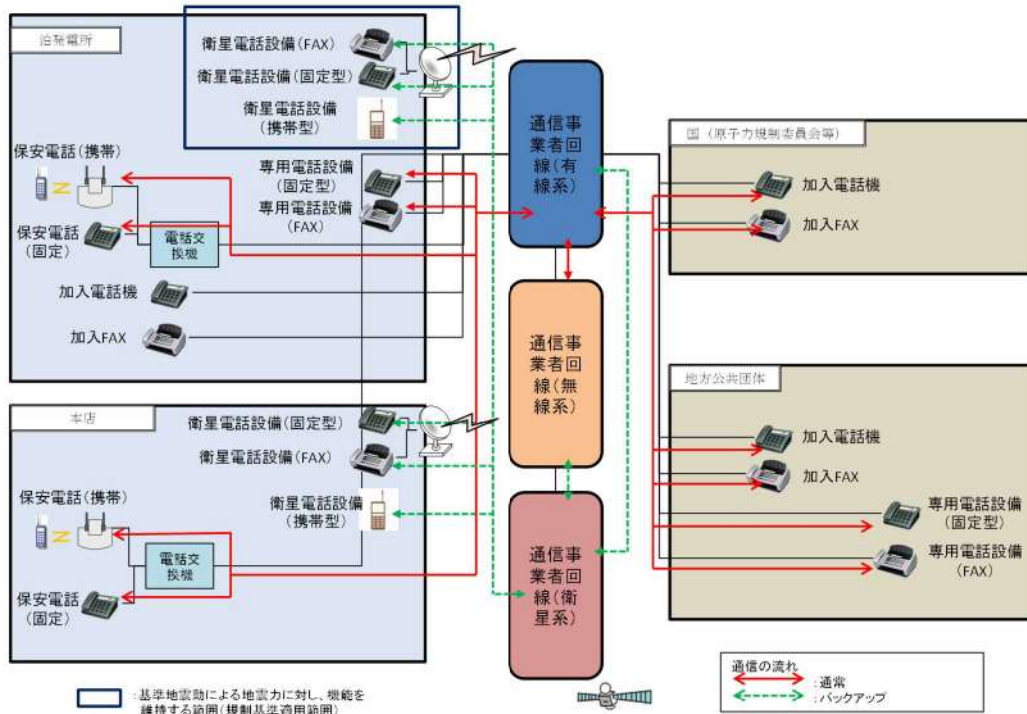 泊発電所
衛星電話設備(FAX)
衛星電話設備(固定型)
衛星電話設備
(携帯型)
保安電話(携帯)
保安電話
(固定)
電話交
換機
専用電話設備
(固定型)
専用電話設備
(FAX)
加入電話機
加入FAX
本店
衛星電話設備(固定型)
衛星電話設備(FAX)
衛星電話設備
(携帯型)
保安電話(携帯)
電話交
換機
保安電話
(固定)
通信事
業者回
線(有
線系)
通信事
業者回
線(無
線系)
通信事
業者回
線(衛
星系)
国(原子力規制委員会等)
加入電話機
加入FAX
地方公共団体
加入電話機
加入FAX
専用電話設備
(固定型)
専用電話設備
(FAX)
:基準地震動による地震力に対し、機能を
維持する範囲(規制基準適用範囲)
通信の流れ
:通常
:バックアップ